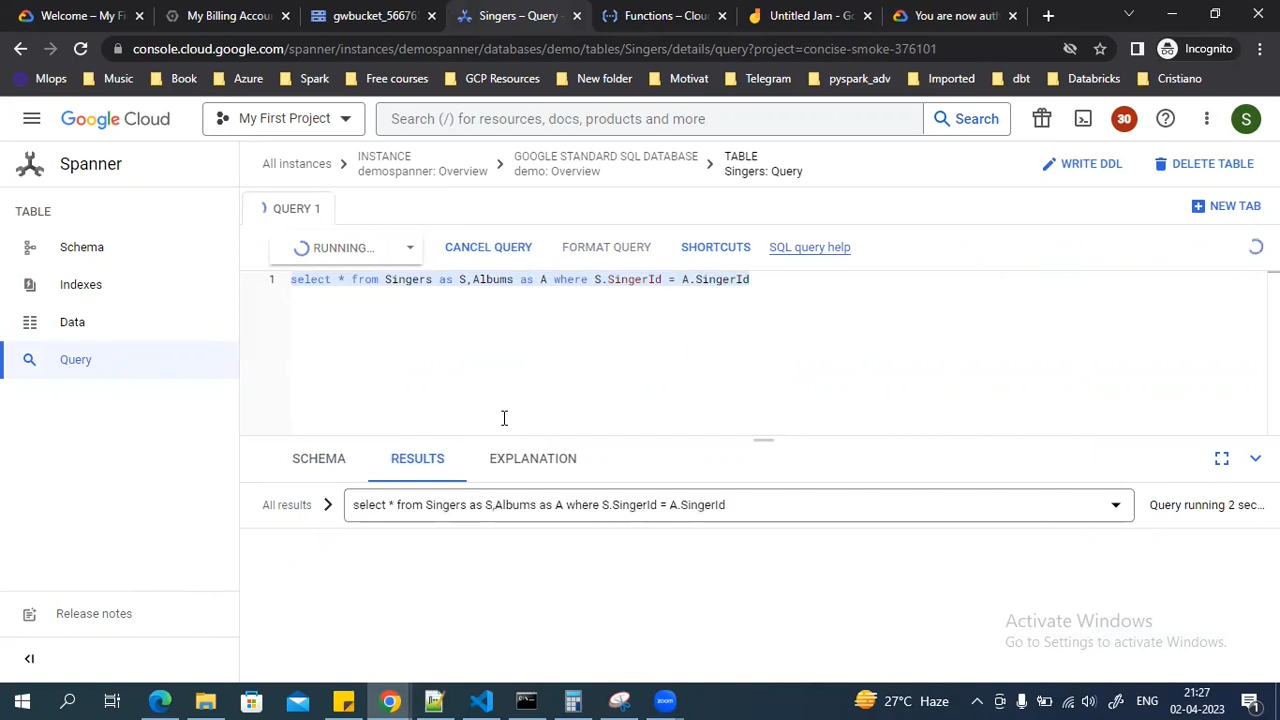 Welcome – My Fi
My Billing Accou
gwbucket_56676
Singers – Query –
Functions – Clou
Untitled Jam - Go
You are now auth
console.cloud.google.com/spanner/instances/demospanner/databases/demo/tables/Singers/details/query?project=concise-smoke-376101
Incognito
Mlops
Music
Book
Azure
Spark
Free courses
GCP Resources
New folder
Motivat
Telegram
pyspark_adv
Imported
dbt
Databricks
Cristiano
Google Cloud
My First Project
Search (/) for resources, docs, products and more
Search
30
S
Spanner
All instances
INSTANCE
demospanner: Overview
GOOGLE STANDARD SQL DATABASE
demo: Overview
TABLE
Singers: Query
WRITE DDL
DELETE TABLE
TABLE
QUERY 1
NEW TAB
Schema
RUNNING...
CANCEL QUERY
FORMAT QUERY
SHORTCUTS
SQL query help
1 select * from Singers as S,Albums as A where S.SingerId = A.SingerId
Indexes
Data
Query
SCHEMA
RESULTS
EXPLANATION
All results
select * from Singers as S,Albums as A where S.SingerId = A.SingerId
Query running 2 sec...
Release notes
Activate Windows
Go to Settings to activate Windows.
zoom
27°C Haze
ENG
21:27
02-04-2023
1